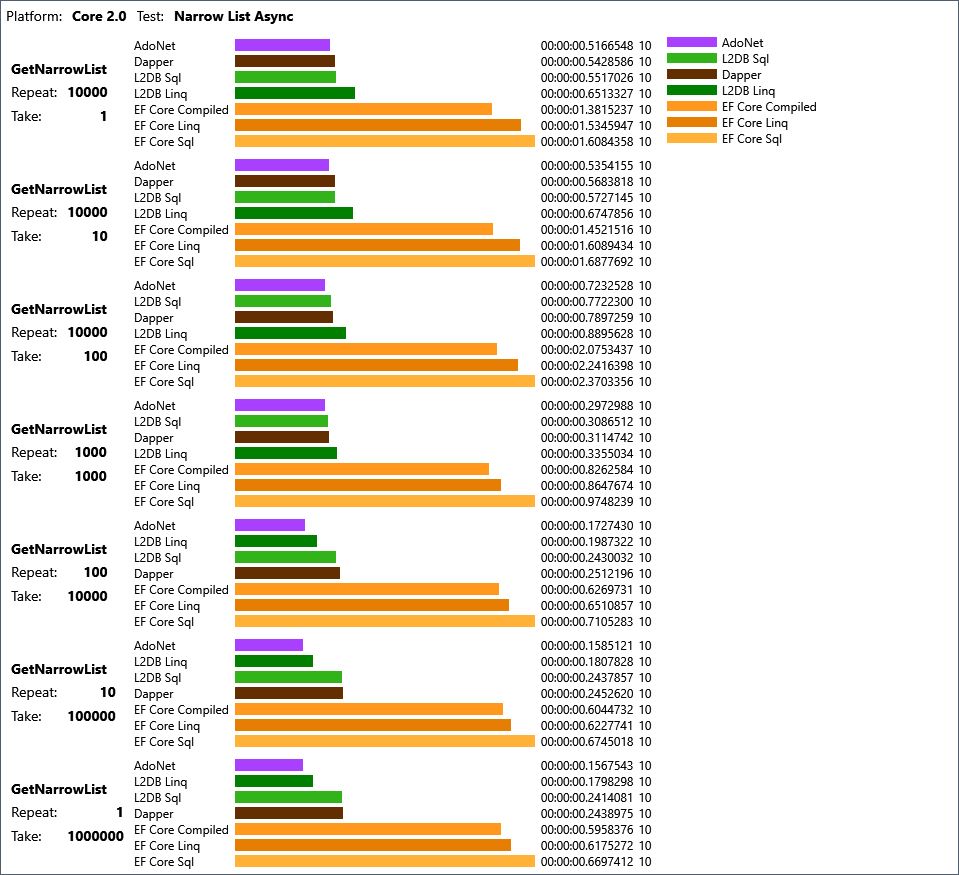 Platform: Core 2.0 Test: Narrow List Async
GetNarrowList
Repeat: 10000
Take: 1
AdoNet 00:00:00.5166548 10
Dapper 00:00:00.5428586 10
L2DB Sql 00:00:00.5517026 10
L2DB Linq 00:00:00.6513327 10
EF Core Compiled 00:00:01.3815237 10
EF Core Linq 00:00:01.5345947 10
EF Core Sql 00:00:01.6084358 10
AdoNet
L2DB Sql
Dapper
L2DB Linq
EF Core Compiled
EF Core Linq
EF Core Sql
GetNarrowList
Repeat: 10000
Take: 10
AdoNet 00:00:00.5354155 10
Dapper 00:00:00.5683818 10
L2DB Sql 00:00:00.5727145 10
L2DB Linq 00:00:00.6747856 10
EF Core Compiled 00:00:01.4521516 10
EF Core Linq 00:00:01.6089434 10
EF Core Sql 00:00:01.6877692 10
GetNarrowList
Repeat: 10000
Take: 100
AdoNet 00:00:00.7232528 10
L2DB Sql 00:00:00.7722300 10
Dapper 00:00:00.7897259 10
L2DB Linq 00:00:00.8895628 10
EF Core Compiled 00:00:02.0753437 10
EF Core Linq 00:00:02.2416398 10
EF Core Sql 00:00:02.3703356 10
GetNarrowList
Repeat: 1000
Take: 1000
AdoNet 00:00:00.2972988 10
L2DB Sql 00:00:00.3086512 10
Dapper 00:00:00.3114742 10
L2DB Linq 00:00:00.3355034 10
EF Core Compiled 00:00:00.8262584 10
EF Core Linq 00:00:00.8647674 10
EF Core Sql 00:00:00.9748239 10
GetNarrowList
Repeat: 100
Take: 10000
AdoNet 00:00:00.1727430 10
L2DB Linq 00:00:00.1987322 10
L2DB Sql 00:00:00.2430032 10
Dapper 00:00:00.2512196 10
EF Core Compiled 00:00:00.6269731 10
EF Core Linq 00:00:00.6510857 10
EF Core Sql 00:00:00.7105283 10
GetNarrowList
Repeat: 10
Take: 100000
AdoNet 00:00:00.1585121 10
L2DB Linq 00:00:00.1807828 10
L2DB Sql 00:00:00.2437857 10
Dapper 00:00:00.2452620 10
EF Core Compiled 00:00:00.6044732 10
EF Core Linq 00:00:00.6227741 10
EF Core Sql 00:00:00.6745018 10
GetNarrowList
Repeat: 1
Take: 1000000
AdoNet 00:00:00.1567543 10
L2DB Linq 00:00:00.1798298 10
L2DB Sql 00:00:00.2414081 10
Dapper 00:00:00.2438975 10
EF Core Compiled 00:00:00.5958376 10
EF Core Linq 00:00:00.6175272 10
EF Core Sql 00:00:00.6697412 10